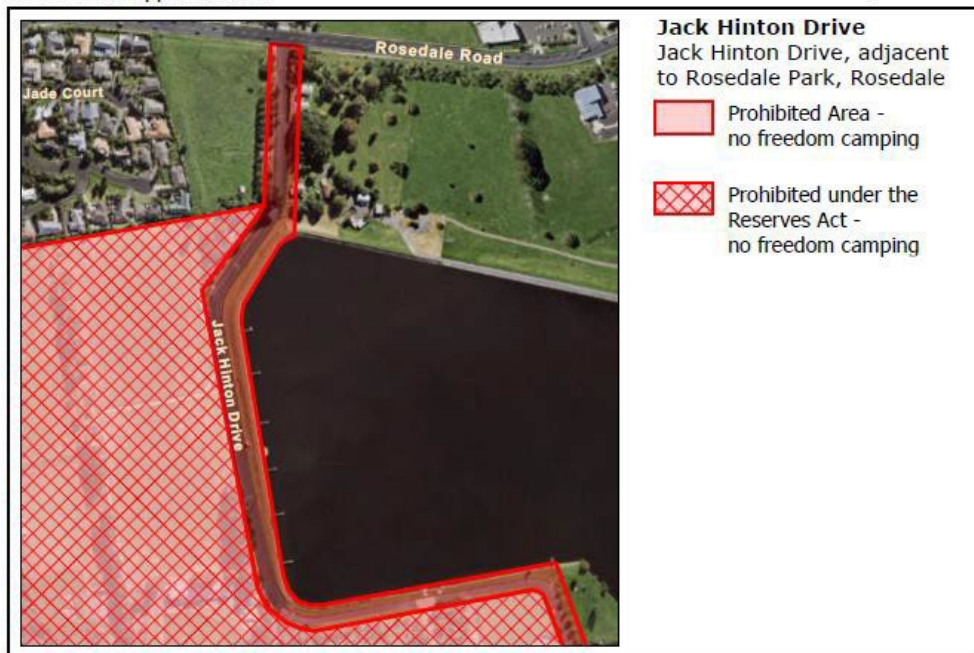 Jack Hinton Drive
Jack Hinton Drive, adjacent
to Rosedale Park, Rosedale
Prohibited Area -
no freedom camping
Prohibited under the
Reserves Act -
no freedom camping
Rosedale Road
Jade Court
Jack Hinton Drive